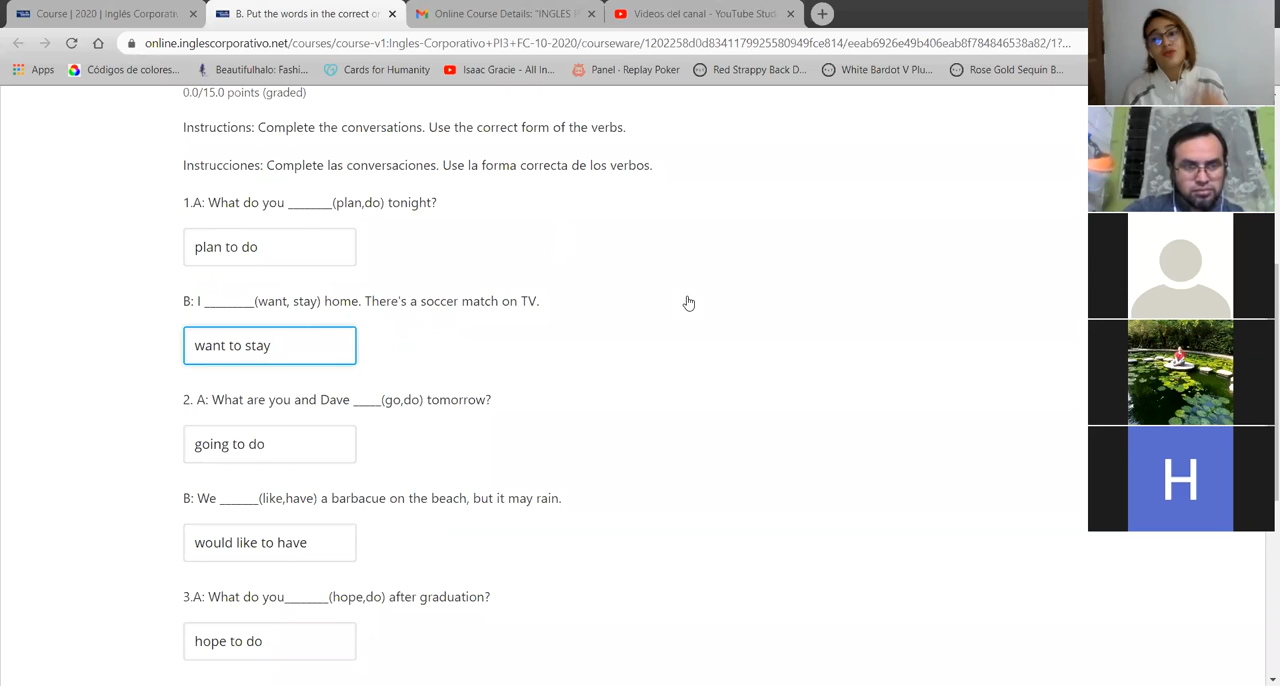 Course | 2020 | Inglés Corporativ
B. Put the words in the correct or
Online Course Details: "INGLES I
Videos del canal - YouTube Stud
online.inglescorporativo.net/courses/course-v1:Ingles-Corporativo+PI3+FC-10-2020/courseware/1202258d0d8341179925580949fce814/eeab6926e49b406eab8f784846538a82/1?...
Apps
Códigos de colores...
Beautifulhalo: Fashi...
Cards for Humanity
Isaac Gracie - All In...
Panel · Replay Poker
Red Strappy Back D...
White Bardot V Plu...
Rose Gold Sequin B...
0.0/15.0 points (graded)
Instructions: Complete the conversations. Use the correct form of the verbs.
Instrucciones: Complete las conversaciones. Use la forma correcta de los verbos.
1.A: What do you _______(plan,do) tonight?
plan to do
B: I ________(want, stay) home. There's a soccer match on TV.
want to stay
2. A: What are you and Dave _____(go,do) tomorrow?
going to do
B: We ______(like,have) a barbacue on the beach, but it may rain.
would like to have
3.A: What do you_______(hope,do) after graduation?
hope to do
H